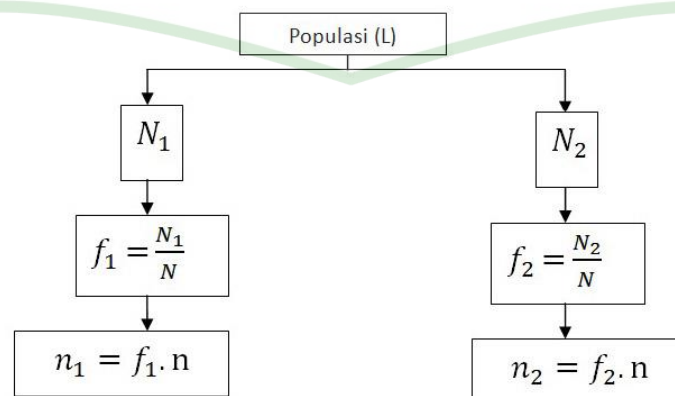 Populasi (L)
N₁
N₂
f₁ = N₁/N
f₂ = N₂/N
n₁ = f₁. n
n₂ = f₂. n